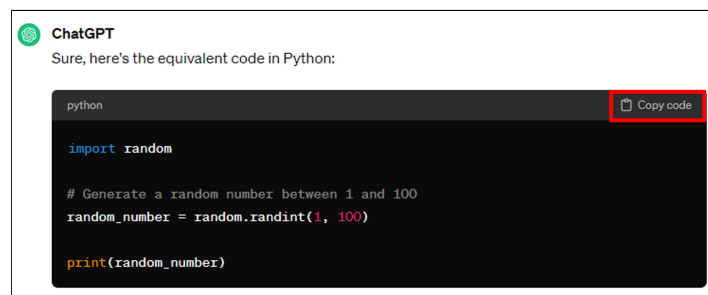 ChatGPT
Sure, here's the equivalent code in Python:
python Copy code
import random
# Generate a random number between 1 and 100
random_number = random.randint(1, 100)
print(random_number)